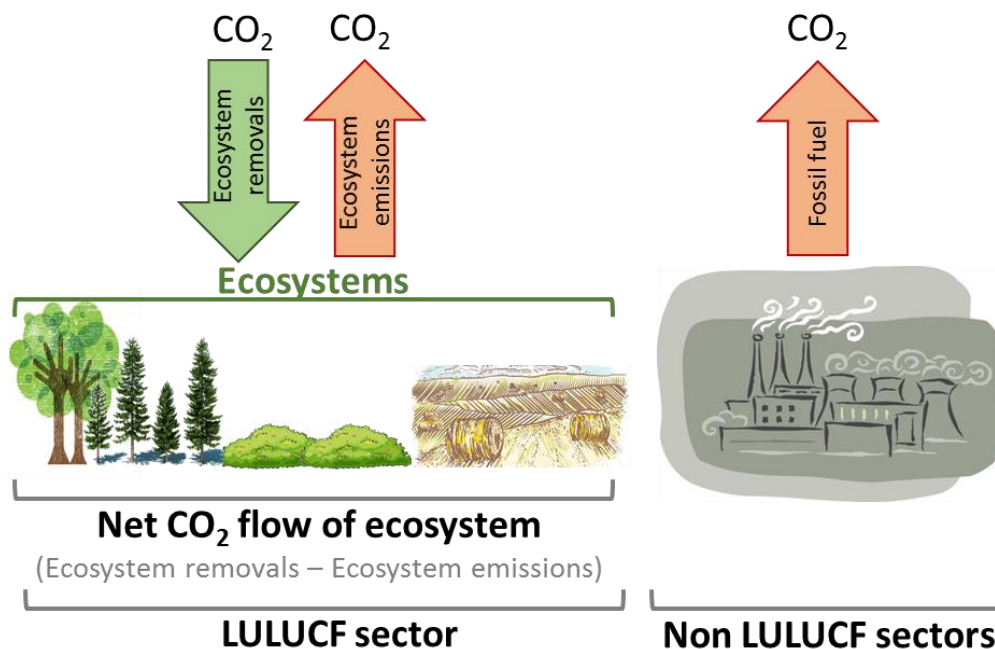 CO₂
CO₂
CO₂
Ecosystem
removals
Ecosystem
emissions
Fossil fuel
Ecosystems
Net CO₂ flow of ecosystem
(Ecosystem removals – Ecosystem emissions)
LULUCF sector
Non LULUCF sectors